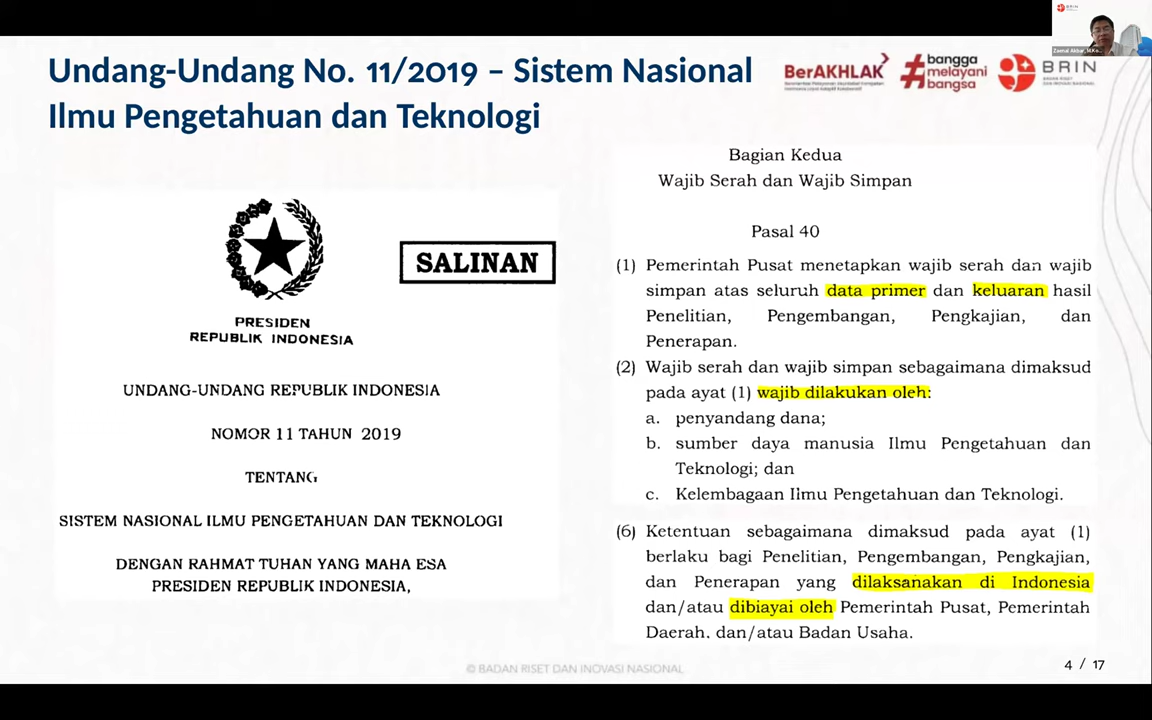 BRIN
Undang-Undang No. 11/2019 – Sistem Nasional
Ilmu Pengetahuan dan Teknologi
BerAKHLAK
#bangga
melayani
bangsa
BRIN
BADAN RISET
DAN INOVASI NASIONAL
PRESIDEN
REPUBLIK INDONESIA
SALINAN
UNDANG-UNDANG REPUBLIK INDONESIA
NOMOR 11 TAHUN 2019
TENTANG
SISTEM NASIONAL ILMU PENGETAHUAN DAN TEKNOLOGI
DENGAN RAHMAT TUHAN YANG MAHA ESA
PRESIDEN REPUBLIK INDONESIA,
Bagian Kedua
Wajib Serah dan Wajib Simpan
Pasal 40
(1) Pemerintah Pusat menetapkan wajib serah dan wajib
simpan atas seluruh data primer dan keluaran hasil
Penelitian, Pengembangan, Pengkajian, dan
Penerapan.
(2) Wajib serah dan wajib simpan sebagaimana dimaksud
pada ayat (1) wajib dilakukan oleh:
a. penyandang dana;
b. sumber daya manusia Ilmu Pengetahuan dan
Teknologi; dan
c. Kelembagaan Ilmu Pengetahuan dan Teknologi.
(6) Ketentuan sebagaimana dimaksud pada ayat (1)
berlaku bagi Penelitian, Pengembangan, Pengkajian,
dan Penerapan yang dilaksanakan di Indonesia
dan/atau dibiayai oleh Pemerintah Pusat, Pemerintah
Daerah. dan/atau Badan Usaha.
© BADAN RISET DAN INOVASI NASIONAL
4 / 17